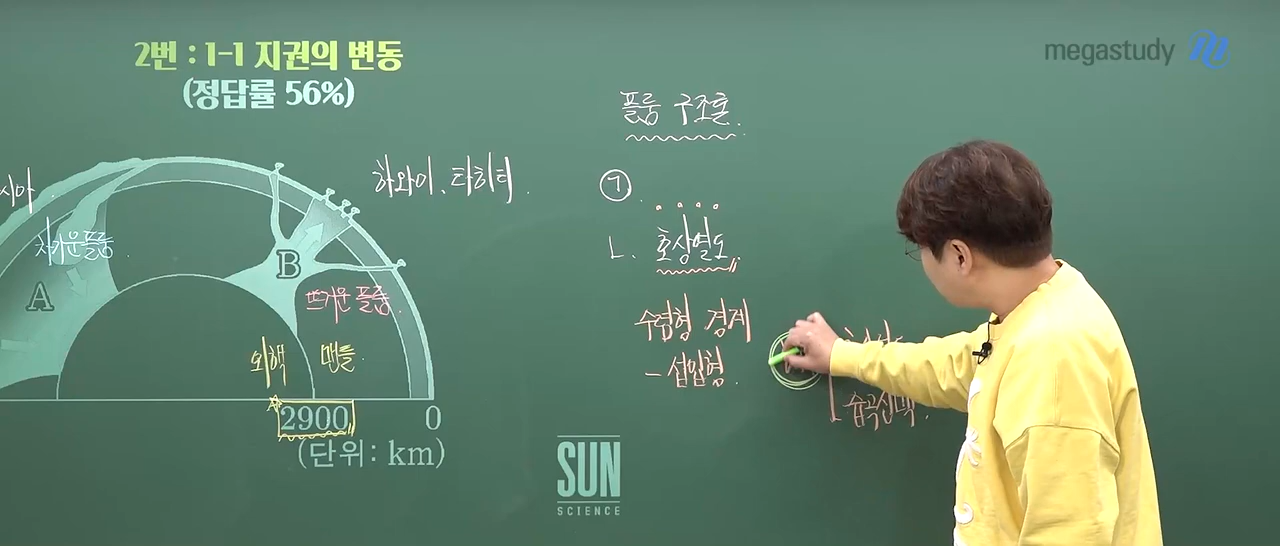 2번 : 1-1 지권의 변동
(정답률 56%)
megastudy
플룸 구조론.
시아
하와이, 타히티.
차가운플룸
A
B
뜨거운 플룸.
외핵
맨틀.
2900
0
(단위: km)
ㄱ
ㄴ. 호상열도.
수렴형 경계
- 섭입형.
습곡산맥.
SUN
SCIENCE